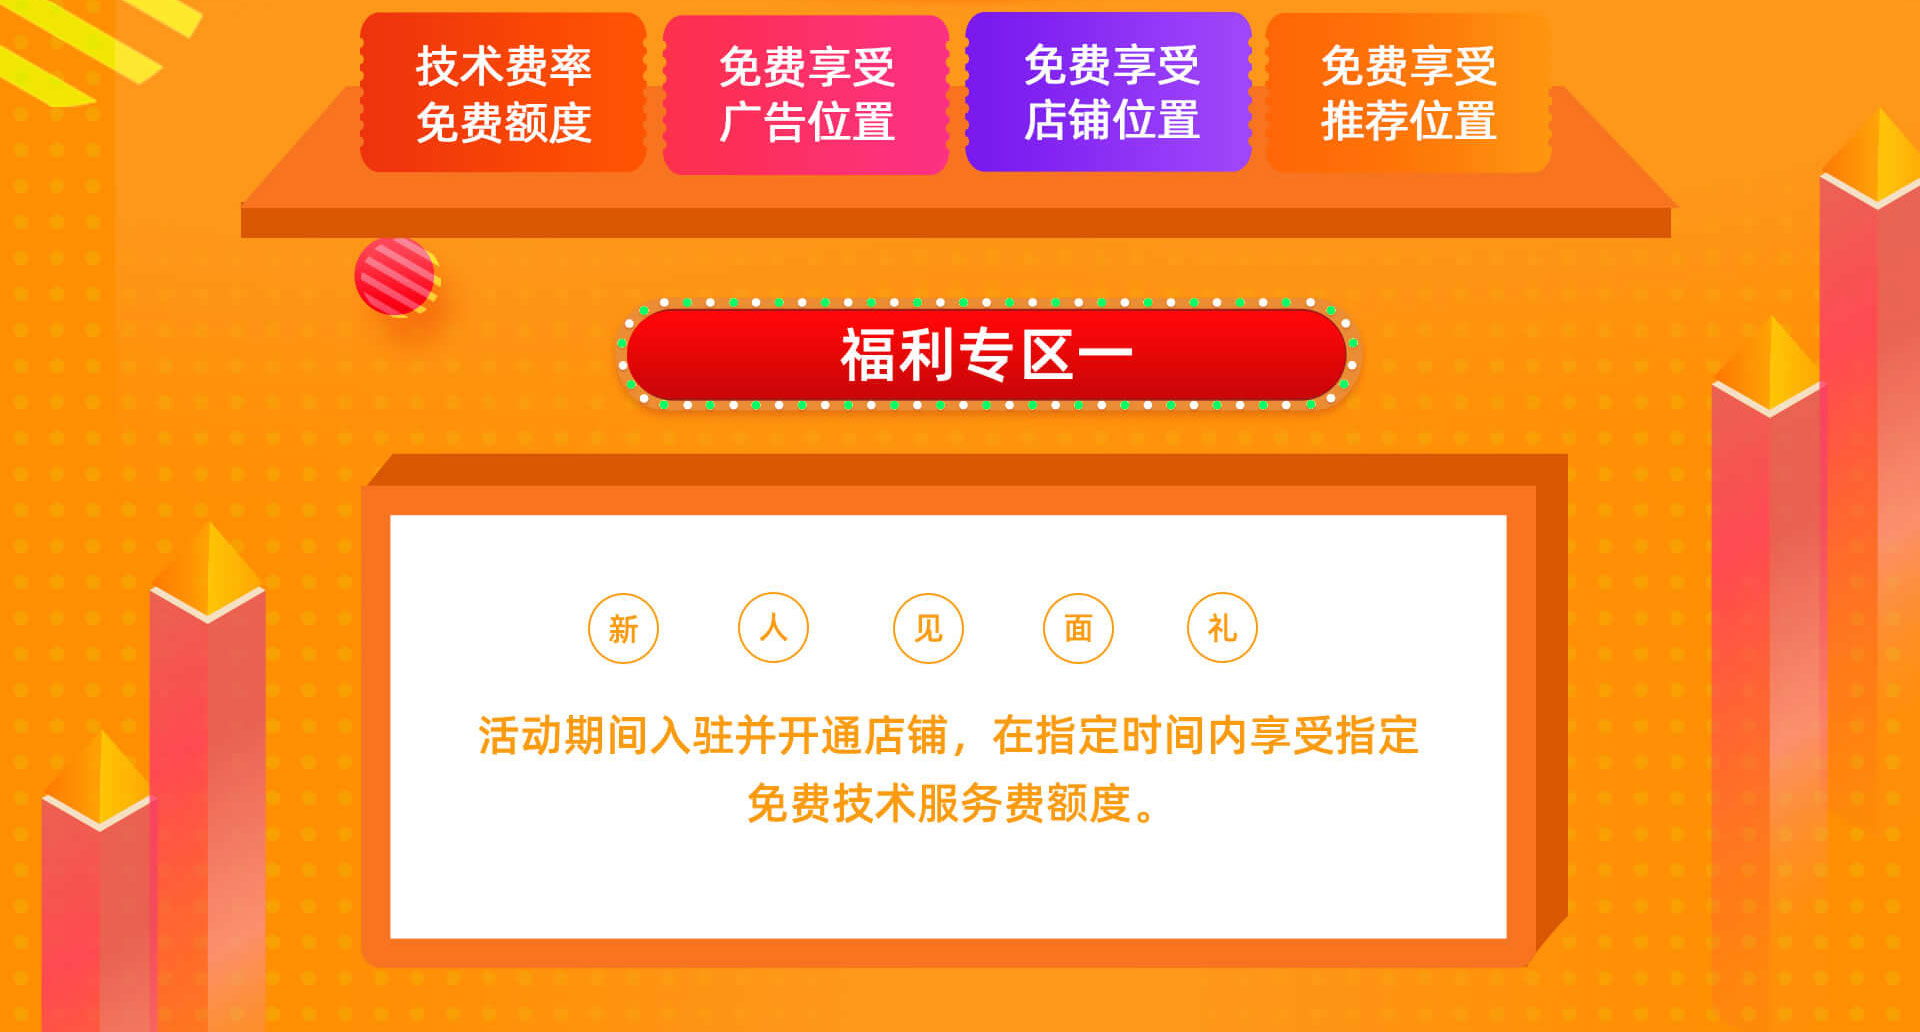 技术费率
免费额度
免费享受
广告位置
免费享受
店铺位置
免费享受
推荐位置
福利专区一
新人见面礼
活动期间入驻并开通店铺，在指定时间内享受指定
免费技术服务费额度。